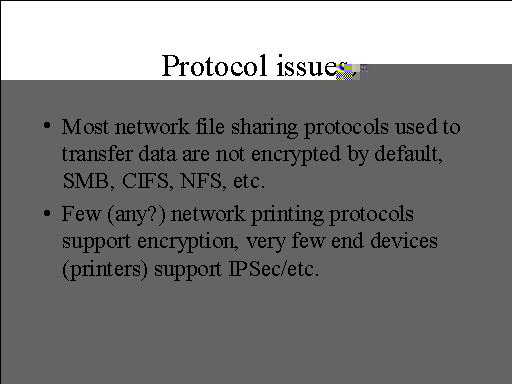 Protocol issues.
• Most network file sharing protocols used to
transfer data are not encrypted by default,
SMB, CIFS, NFS, etc.
• Few (any?) network printing protocols
support encryption, very few end devices
(printers) support IPSec/etc.